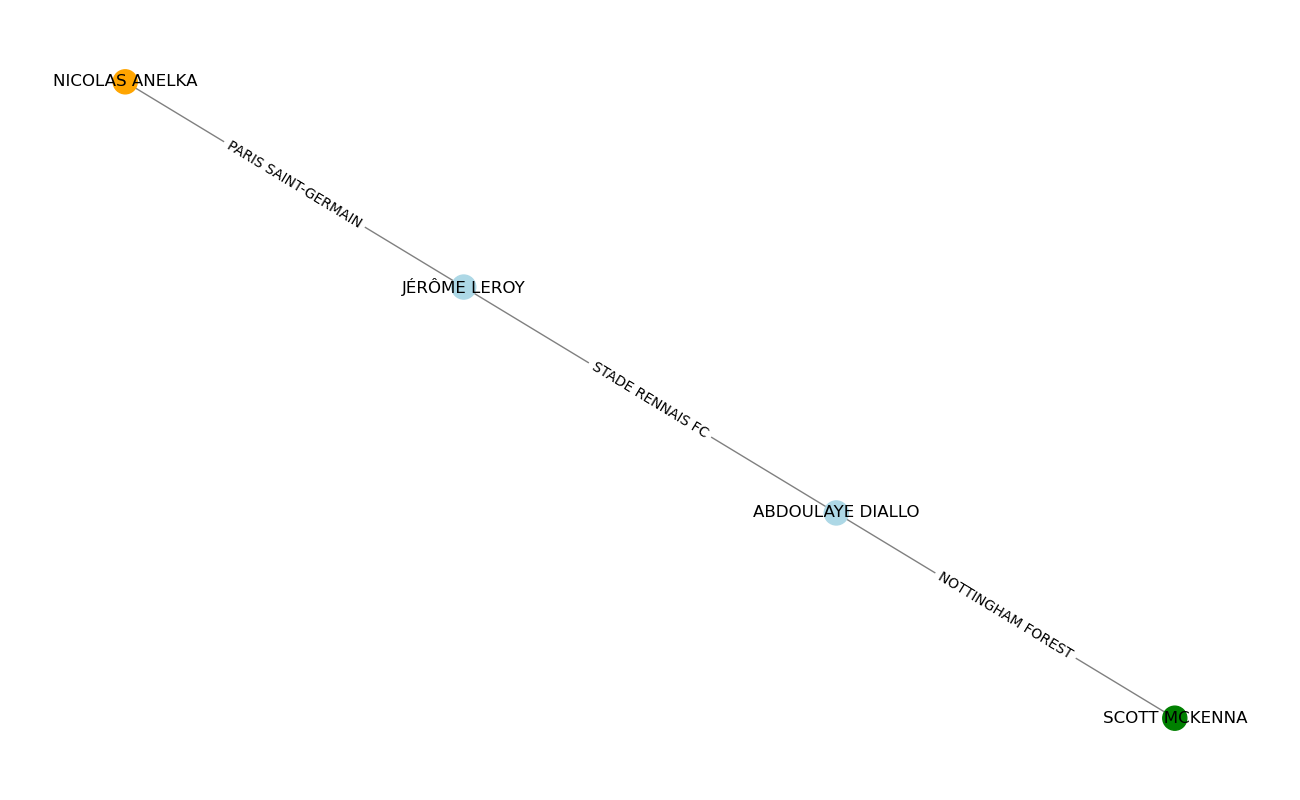 NICOLAS ANELKA
PARIS SAINT-GERMAIN
JÉRÔME LEROY
STADE RENNAIS FC
ABDOULAYE DIALLO
NOTTINGHAM FOREST
SCOTT MCKENNA